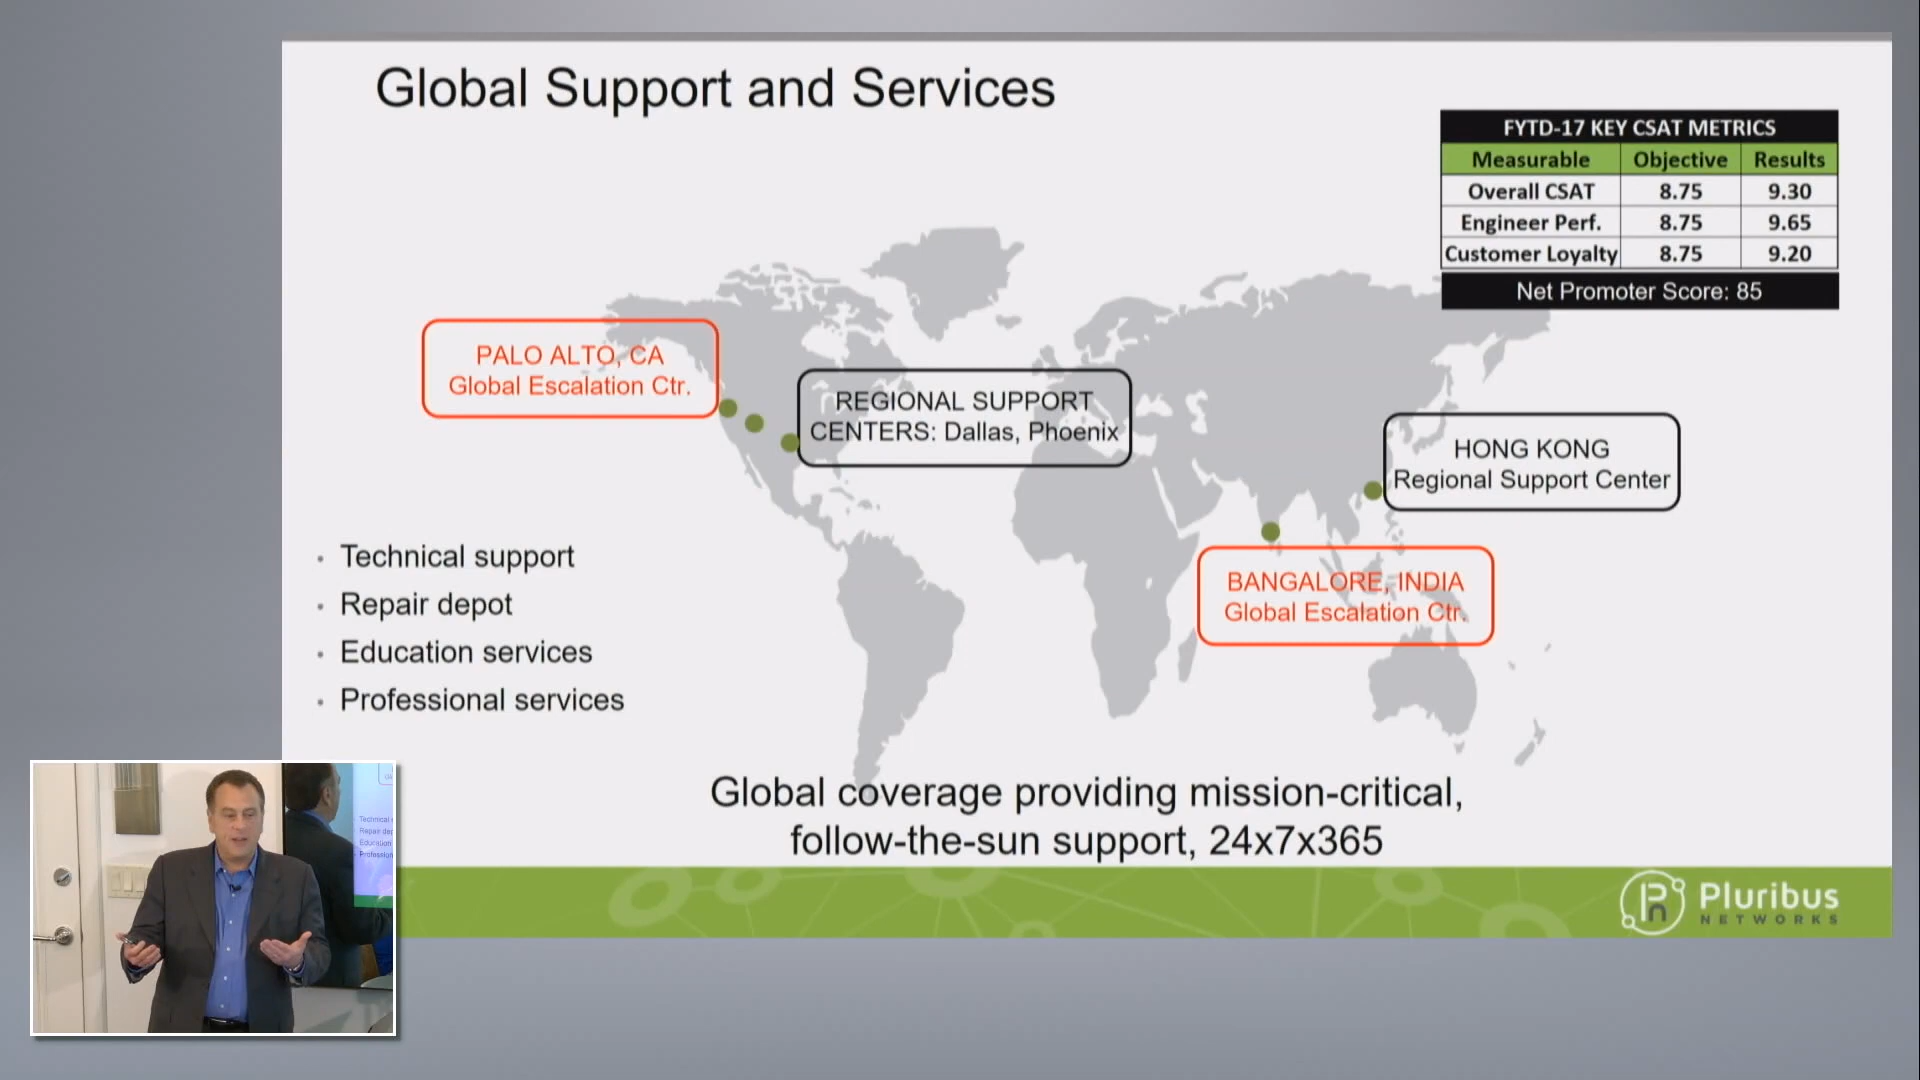 Global Support and Services
FYTD-17 KEY CSAT METRICS
Measurable Objective Results
Overall CSAT 8.75 9.30
Engineer Perf. 8.75 9.65
Customer Loyalty 8.75 9.20
Net Promoter Score: 85
PALO ALTO, CA
Global Escalation Ctr.
REGIONAL SUPPORT
CENTERS: Dallas, Phoenix
HONG KONG
Regional Support Center
BANGALORE, INDIA
Global Escalation Ctr.
• Technical support
• Repair depot
• Education services
• Professional services
Global coverage providing mission-critical,
follow-the-sun support, 24x7x365
Pluribus
NETWORKS
Technical
Education